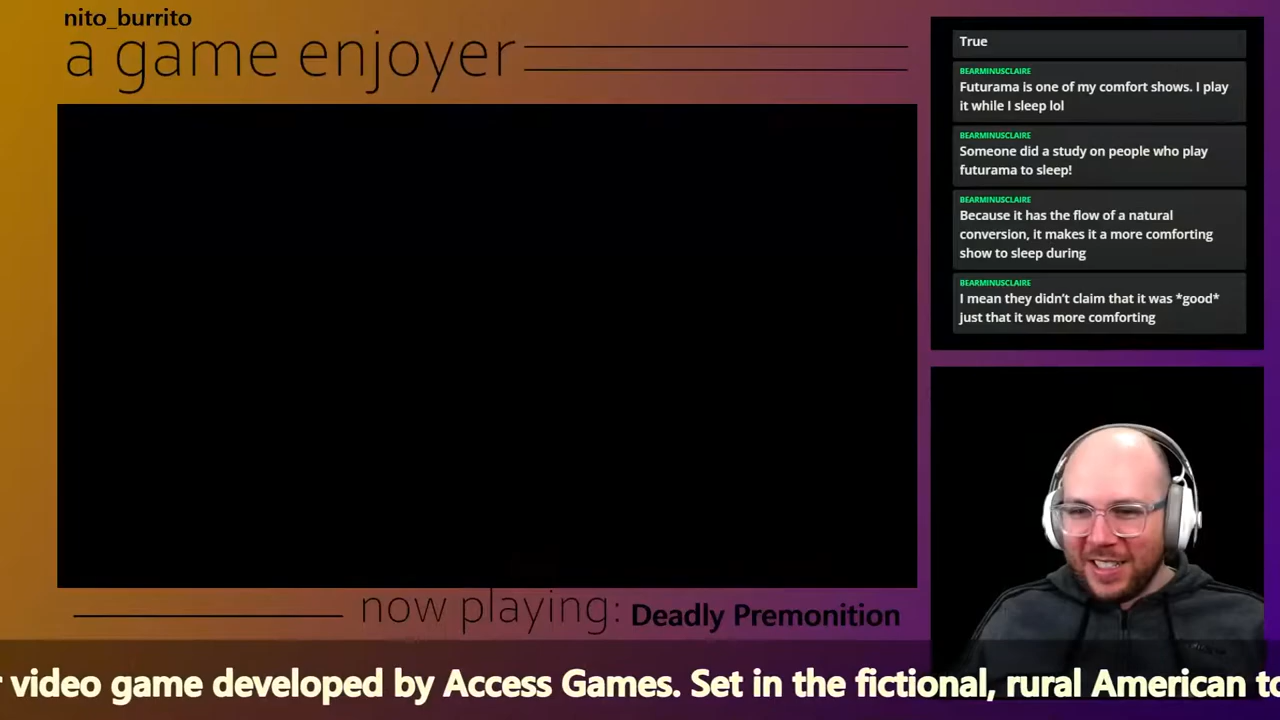 nito_burrito
a game enjoyer
True
BEARMINUSCLAIRE
Futurama is one of my comfort shows. I play
it while I sleep lol
BEARMINUSCLAIRE
Someone did a study on people who play
futurama to sleep!
BEARMINUSCLAIRE
Because it has the flow of a natural
conversion, it makes it a more comforting
show to sleep during
BEARMINUSCLAIRE
I mean they didn't claim that it was *good*
just that it was more comforting
now playing: Deadly Premonition
video game developed by Access Games. Set in the fictional, rural American